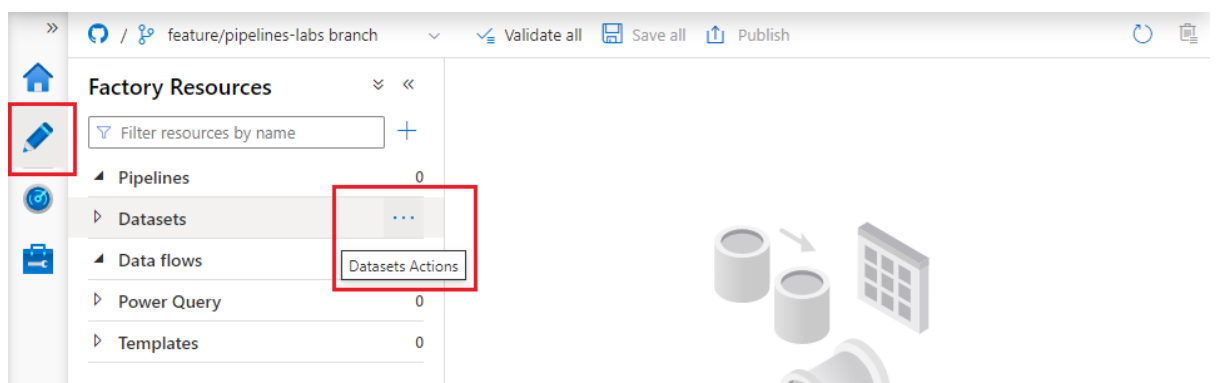 » / feature/pipelines-labs branch Validate all Save all Publish
Factory Resources
Filter resources by name
Pipelines 0
Datasets ...
Data flows
Datasets Actions
Power Query 0
Templates 0